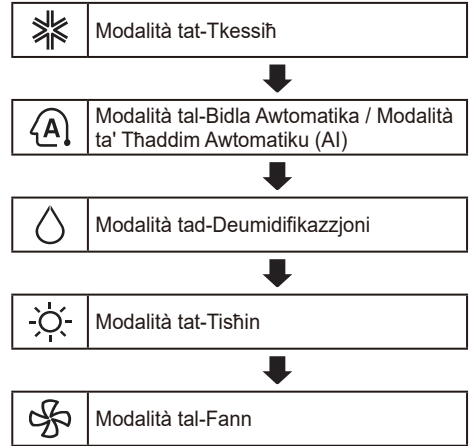 Modalità tat-Tkessiħ
A
Modalità tal-Bidla Awtomatika / Modalità
ta' Tħaddim Awtomatiku (AI)
Modalità tad-Deumidifikazzjoni
Modalità tat-Tisħin
Modalità tal-Fann